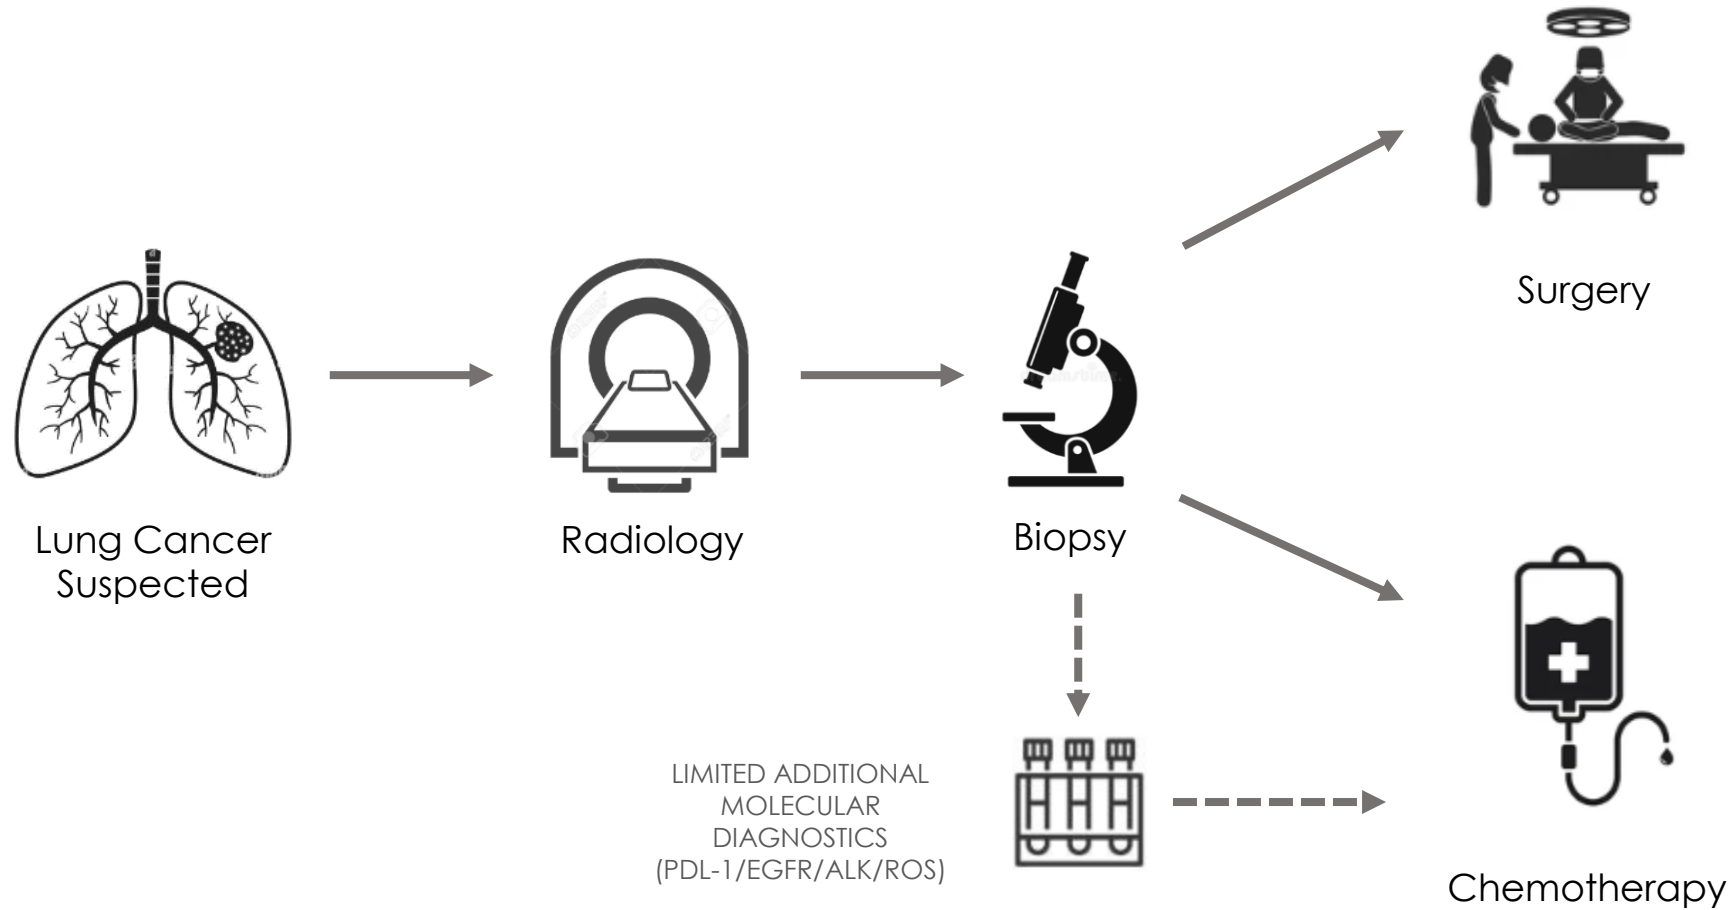 Surgery
Lung Cancer
Suspected
Radiology
Biopsy
LIMITED ADDITIONAL
MOLECULAR
DIAGNOSTICS
(PDL-1/EGFR/ALK/ROS)
Chemotherapy